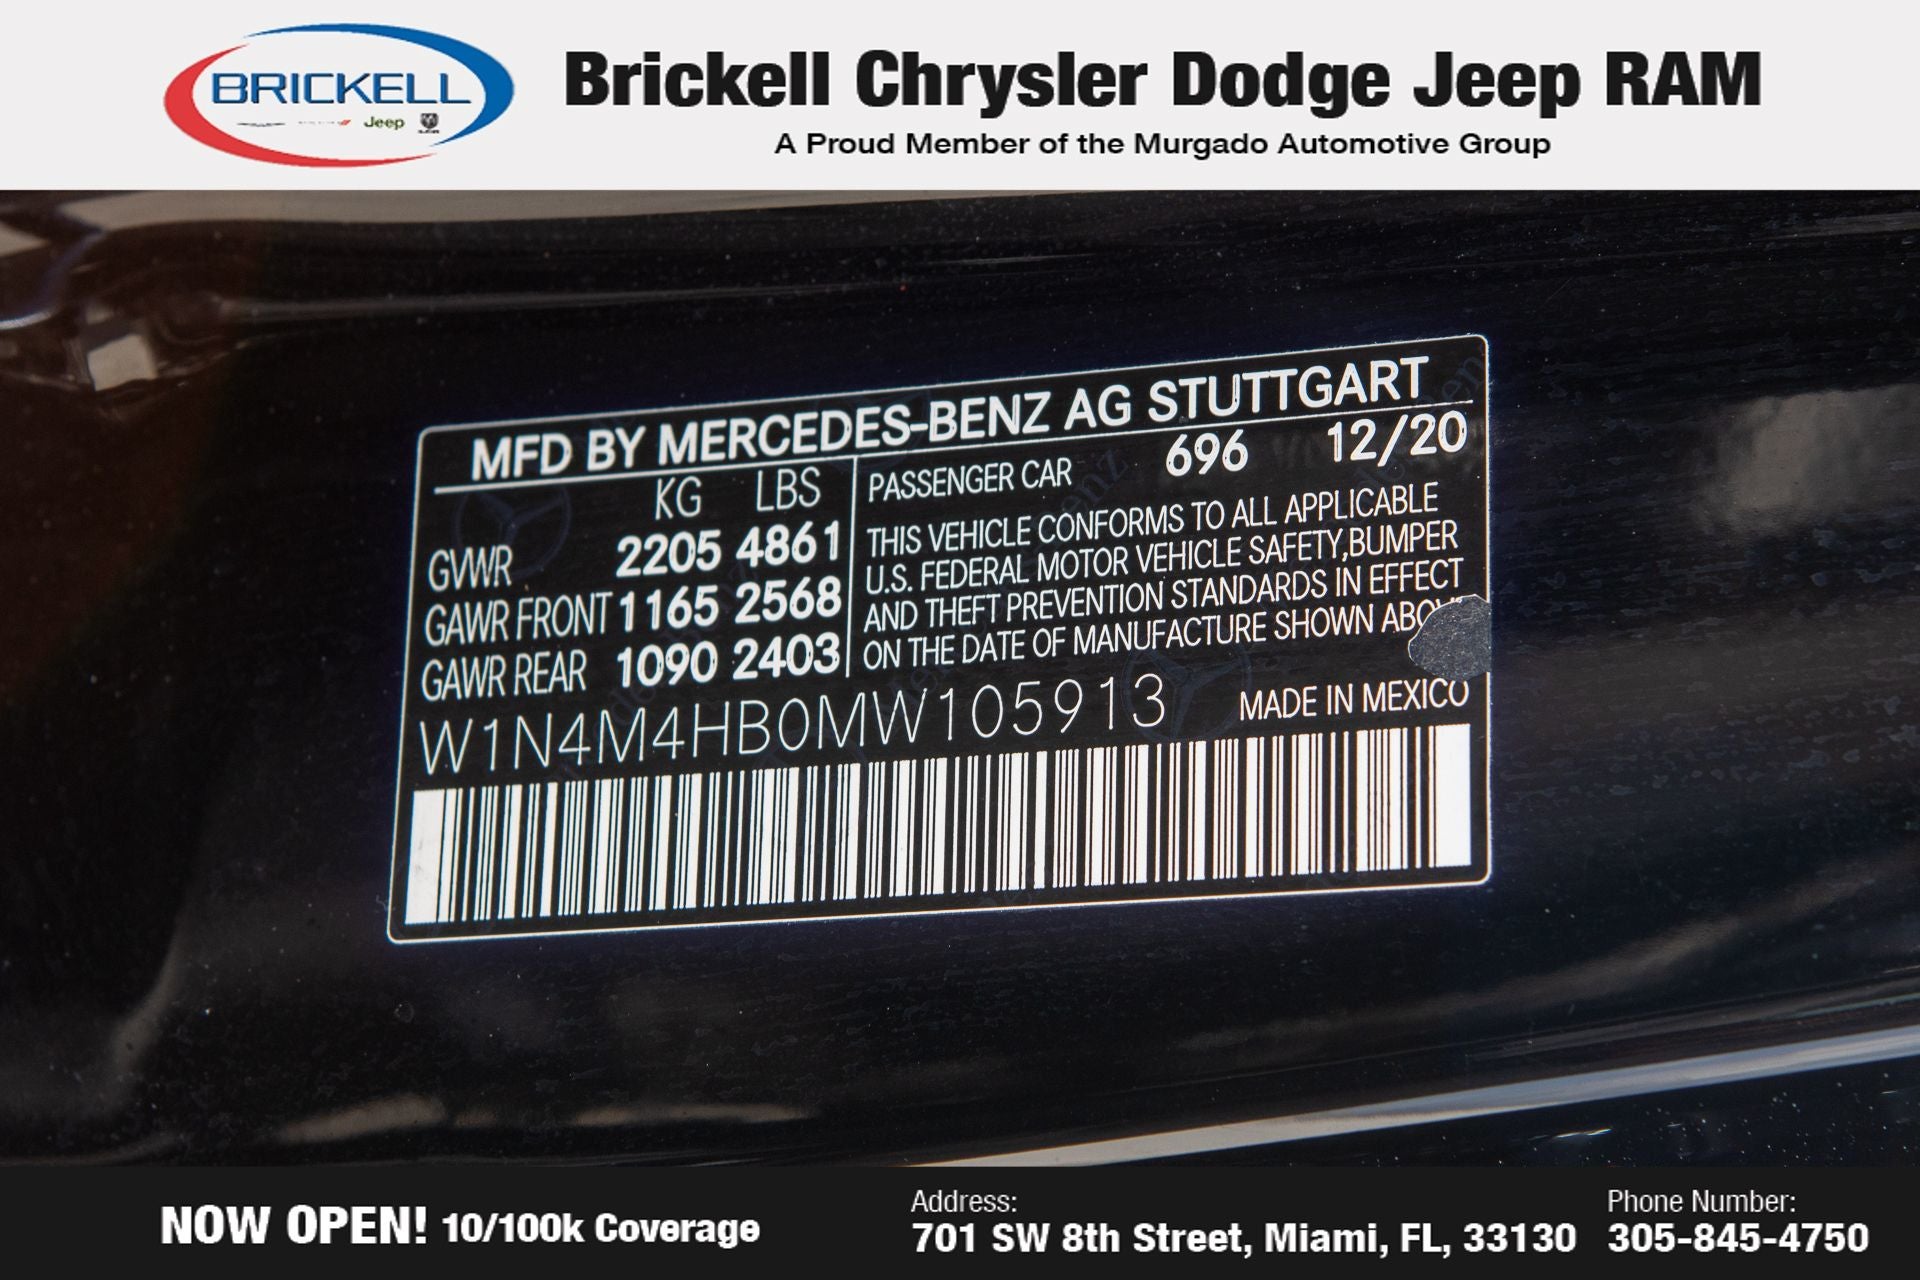 BRICKELL
Jeep
RAM
Brickell Chrysler Dodge Jeep RAM
A Proud Member of the Murgado Automotive Group
MFD BY MERCEDES-BENZ AG STUTTGART
KG LBS
GVWR 2205 4861
GAWR FRONT 1165 2568
GAWR REAR 1090 2403
PASSENGER CAR 696 12/20
THIS VEHICLE CONFORMS TO ALL APPLICABLE
U.S. FEDERAL MOTOR VEHICLE SAFETY,BUMPER
AND THEFT PREVENTION STANDARDS IN EFFECT
ON THE DATE OF MANUFACTURE SHOWN ABOVE
W1N4M4HB0MW105913 MADE IN MEXICO
NOW OPEN! 10/100k Coverage
Address:
701 SW 8th Street, Miami, FL, 33130
Phone Number:
305-845-4750